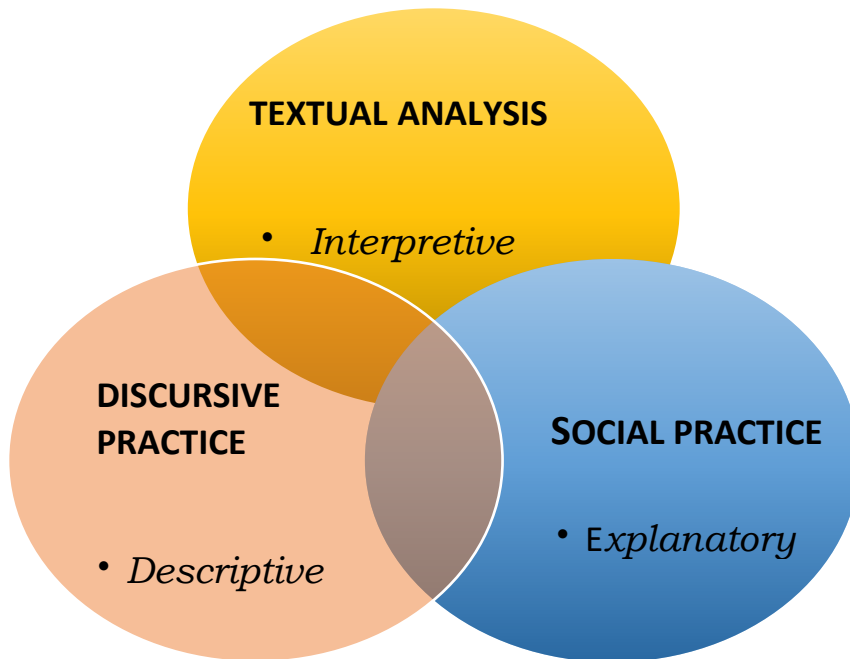 TEXTUAL ANALYSIS
• Interpretive
DISCURSIVE
PRACTICE
• Descriptive
SOCIAL PRACTICE
• Explanatory